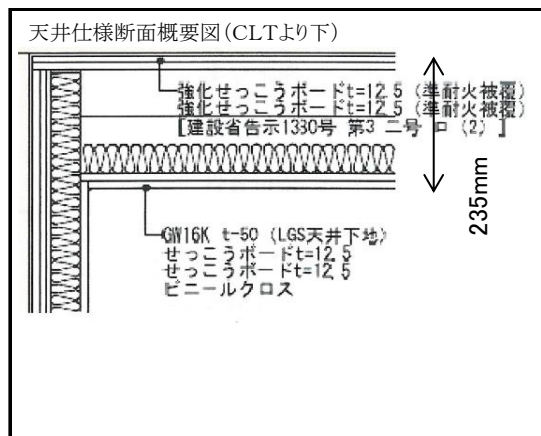 天井仕様断面概要図(CLTより下)
強化せっこうボードt=12.5 (準耐火被覆)
強化せっこうボードt=12.5 (準耐火被覆)
[建設省告示1380号 第3 二号 ロ (2) ]
235mm
GW16K t-50 (LGS天井下地)
せっこうボードt=12.5
せっこうボードt=12.5
ビニールクロス